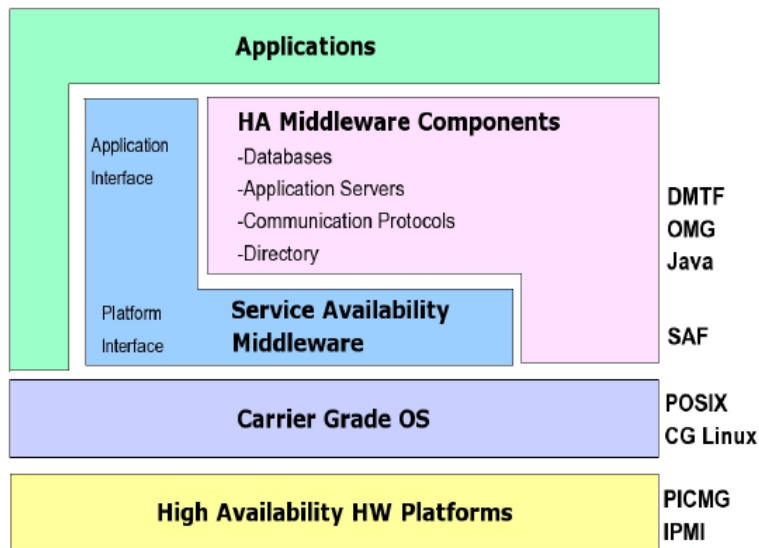 Applications
Application
Interface
HA Middleware Components
-Databases
-Application Servers
-Communication Protocols
-Directory
DMTF
OMG
Java
Platform
Interface
Service Availability
Middleware
SAF
Carrier Grade OS
POSIX
CG Linux
High Availability HW Platforms
PICMG
IPMI